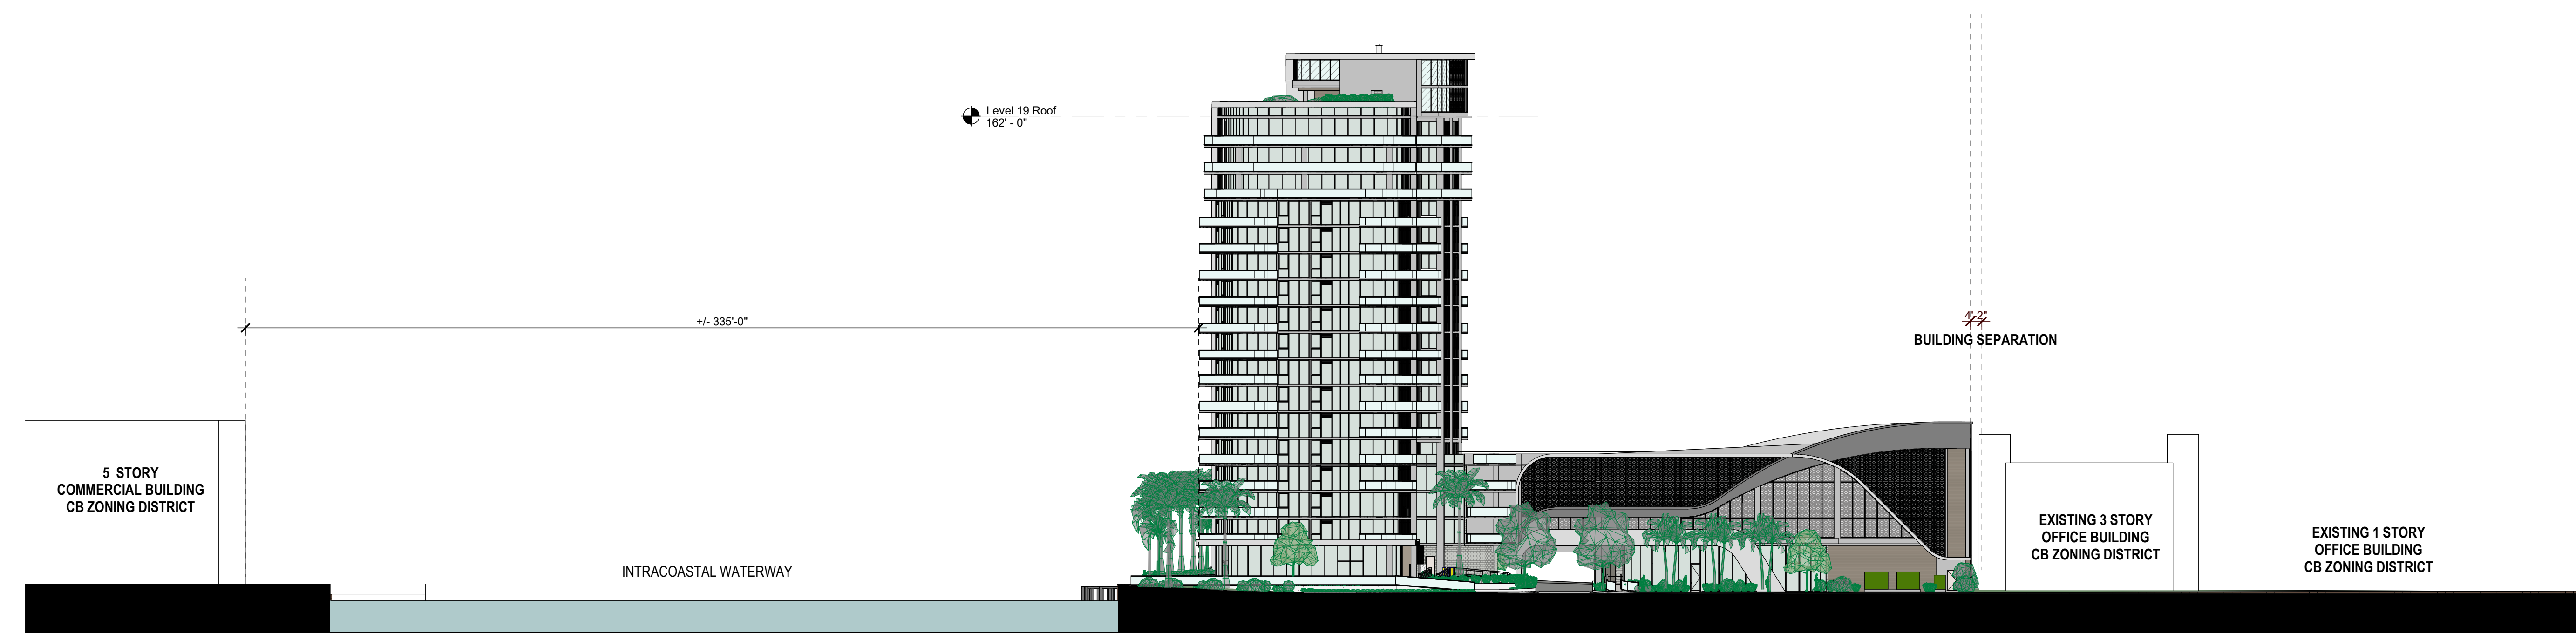 Level 19 Roof
162' - 0"
+/- 335'-0"
4'-2"
BUILDING SEPARATION
5 STORY
COMMERCIAL BUILDING
CB ZONING DISTRICT
INTRACOASTAL WATERWAY
EXISTING 3 STORY
OFFICE BUILDING
CB ZONING DISTRICT
EXISTING 1 STORY
OFFICE BUILDING
CB ZONING DISTRICT